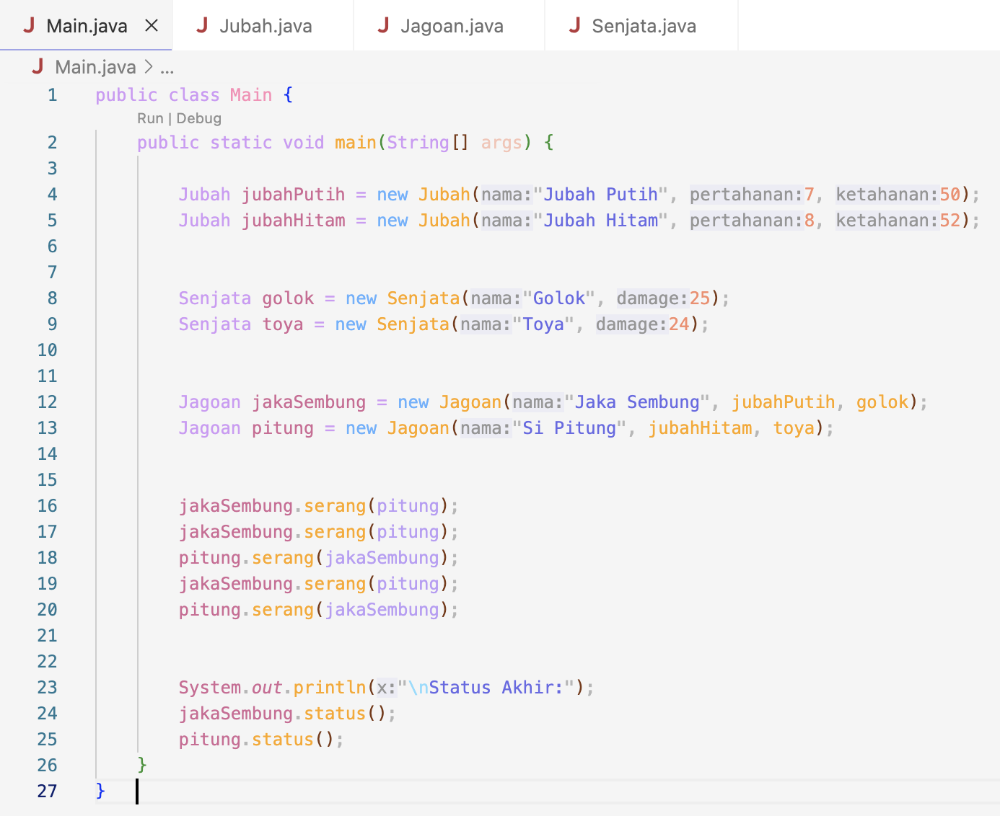 Main.java
Jubah.java
Jagoan.java
Senjata.java
Main.java > ...
1 public class Main {
Run | Debug
2 public static void main(String[] args) {
3
4 Jubah jubahPutih = new Jubah(nama:"Jubah Putih", pertahanan:7, ketahanan:50);
5 Jubah jubahHitam = new Jubah(nama:"Jubah Hitam", pertahanan:8, ketahanan:52);
6
7
8 Senjata golok = new Senjata(nama:"Golok", damage:25);
9 Senjata toya = new Senjata(nama:"Toya", damage:24);
10
11
12 Jagoan jakaSembung = new Jagoan(nama:"Jaka Sembung", jubahPutih, golok);
13 Jagoan pitung = new Jagoan(nama:"Si Pitung", jubahHitam, toya);
14
15
16 jakaSembung.serang(pitung);
17 jakaSembung.serang(pitung);
18 pitung.serang(jakaSembung);
19 jakaSembung.serang(pitung);
20 pitung.serang(jakaSembung);
21
22
23 System.out.println(x:"\nStatus Akhir:");
24 jakaSembung.status();
25 pitung.status();
26 }
27 }